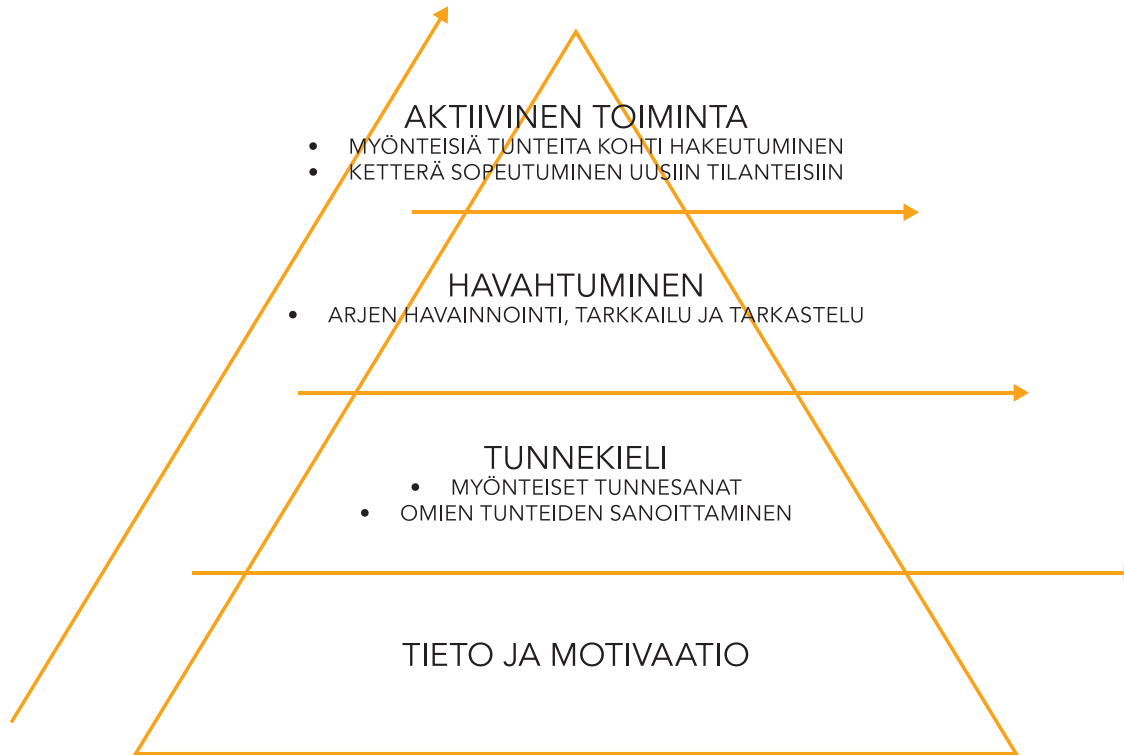 AKTIIVINEN TOIMINTA
• MYÖNTEISIÄ TUNTEITA KOHTI HAKEUTUMINEN
• KETTERÄ SOPEUTUMINEN UUSIIN TILANTEISIIN
HAVAHTUMINEN
• ARJEN HAVAINNOINTI, TARKKAILU JA TARKASTELU
TUNNEKIELI
• MYÖNTEISET TUNNESANAT
• OMIEN TUNTEIDEN SANOITTAMINEN
TIETO JA MOTIVAATIO